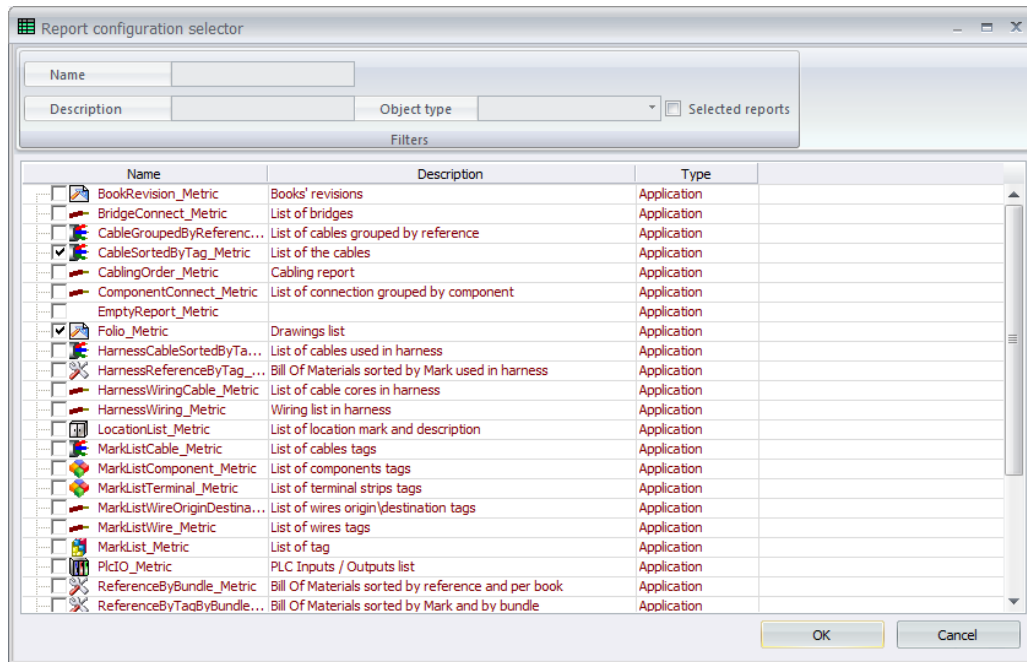 Report configuration selector
Name
Description Object type Selected reports
Filters
Name Description Type
BookRevision_Metric Books' revisions Application
BridgeConnect_Metric List of bridges Application
CableGroupedByReferenc... List of cables grouped by reference Application
CableSortedByTag_Metric List of the cables Application
CablingOrder_Metric Cabling report Application
ComponentConnect_Metric List of connection grouped by component Application
EmptyReport_Metric Application
Folio_Metric Drawings list Application
HarnessCableSortedByTa... List of cables used in harness Application
HarnessReferenceByTag_... Bill Of Materials sorted by Mark used in harness Application
HarnessWiringCable_Metric List of cable cores in harness Application
HarnessWiring_Metric Wiring list in harness Application
LocationList_Metric List of location mark and description Application
MarkListCable_Metric List of cables tags Application
MarkListComponent_Metric List of components tags Application
MarkListTerminal_Metric List of terminal strips tags Application
MarkListWireOriginDestina... List of wires origin\destination tags Application
MarkListWire_Metric List of wires tags Application
MarkList_Metric List of tag Application
PlcIO_Metric PLC Inputs / Outputs list Application
ReferenceByBundle_Metric Bill Of Materials sorted by reference and per book Application
ReferenceByTagByBundle... Bill Of Materials sorted by Mark and by bundle Application
OK Cancel